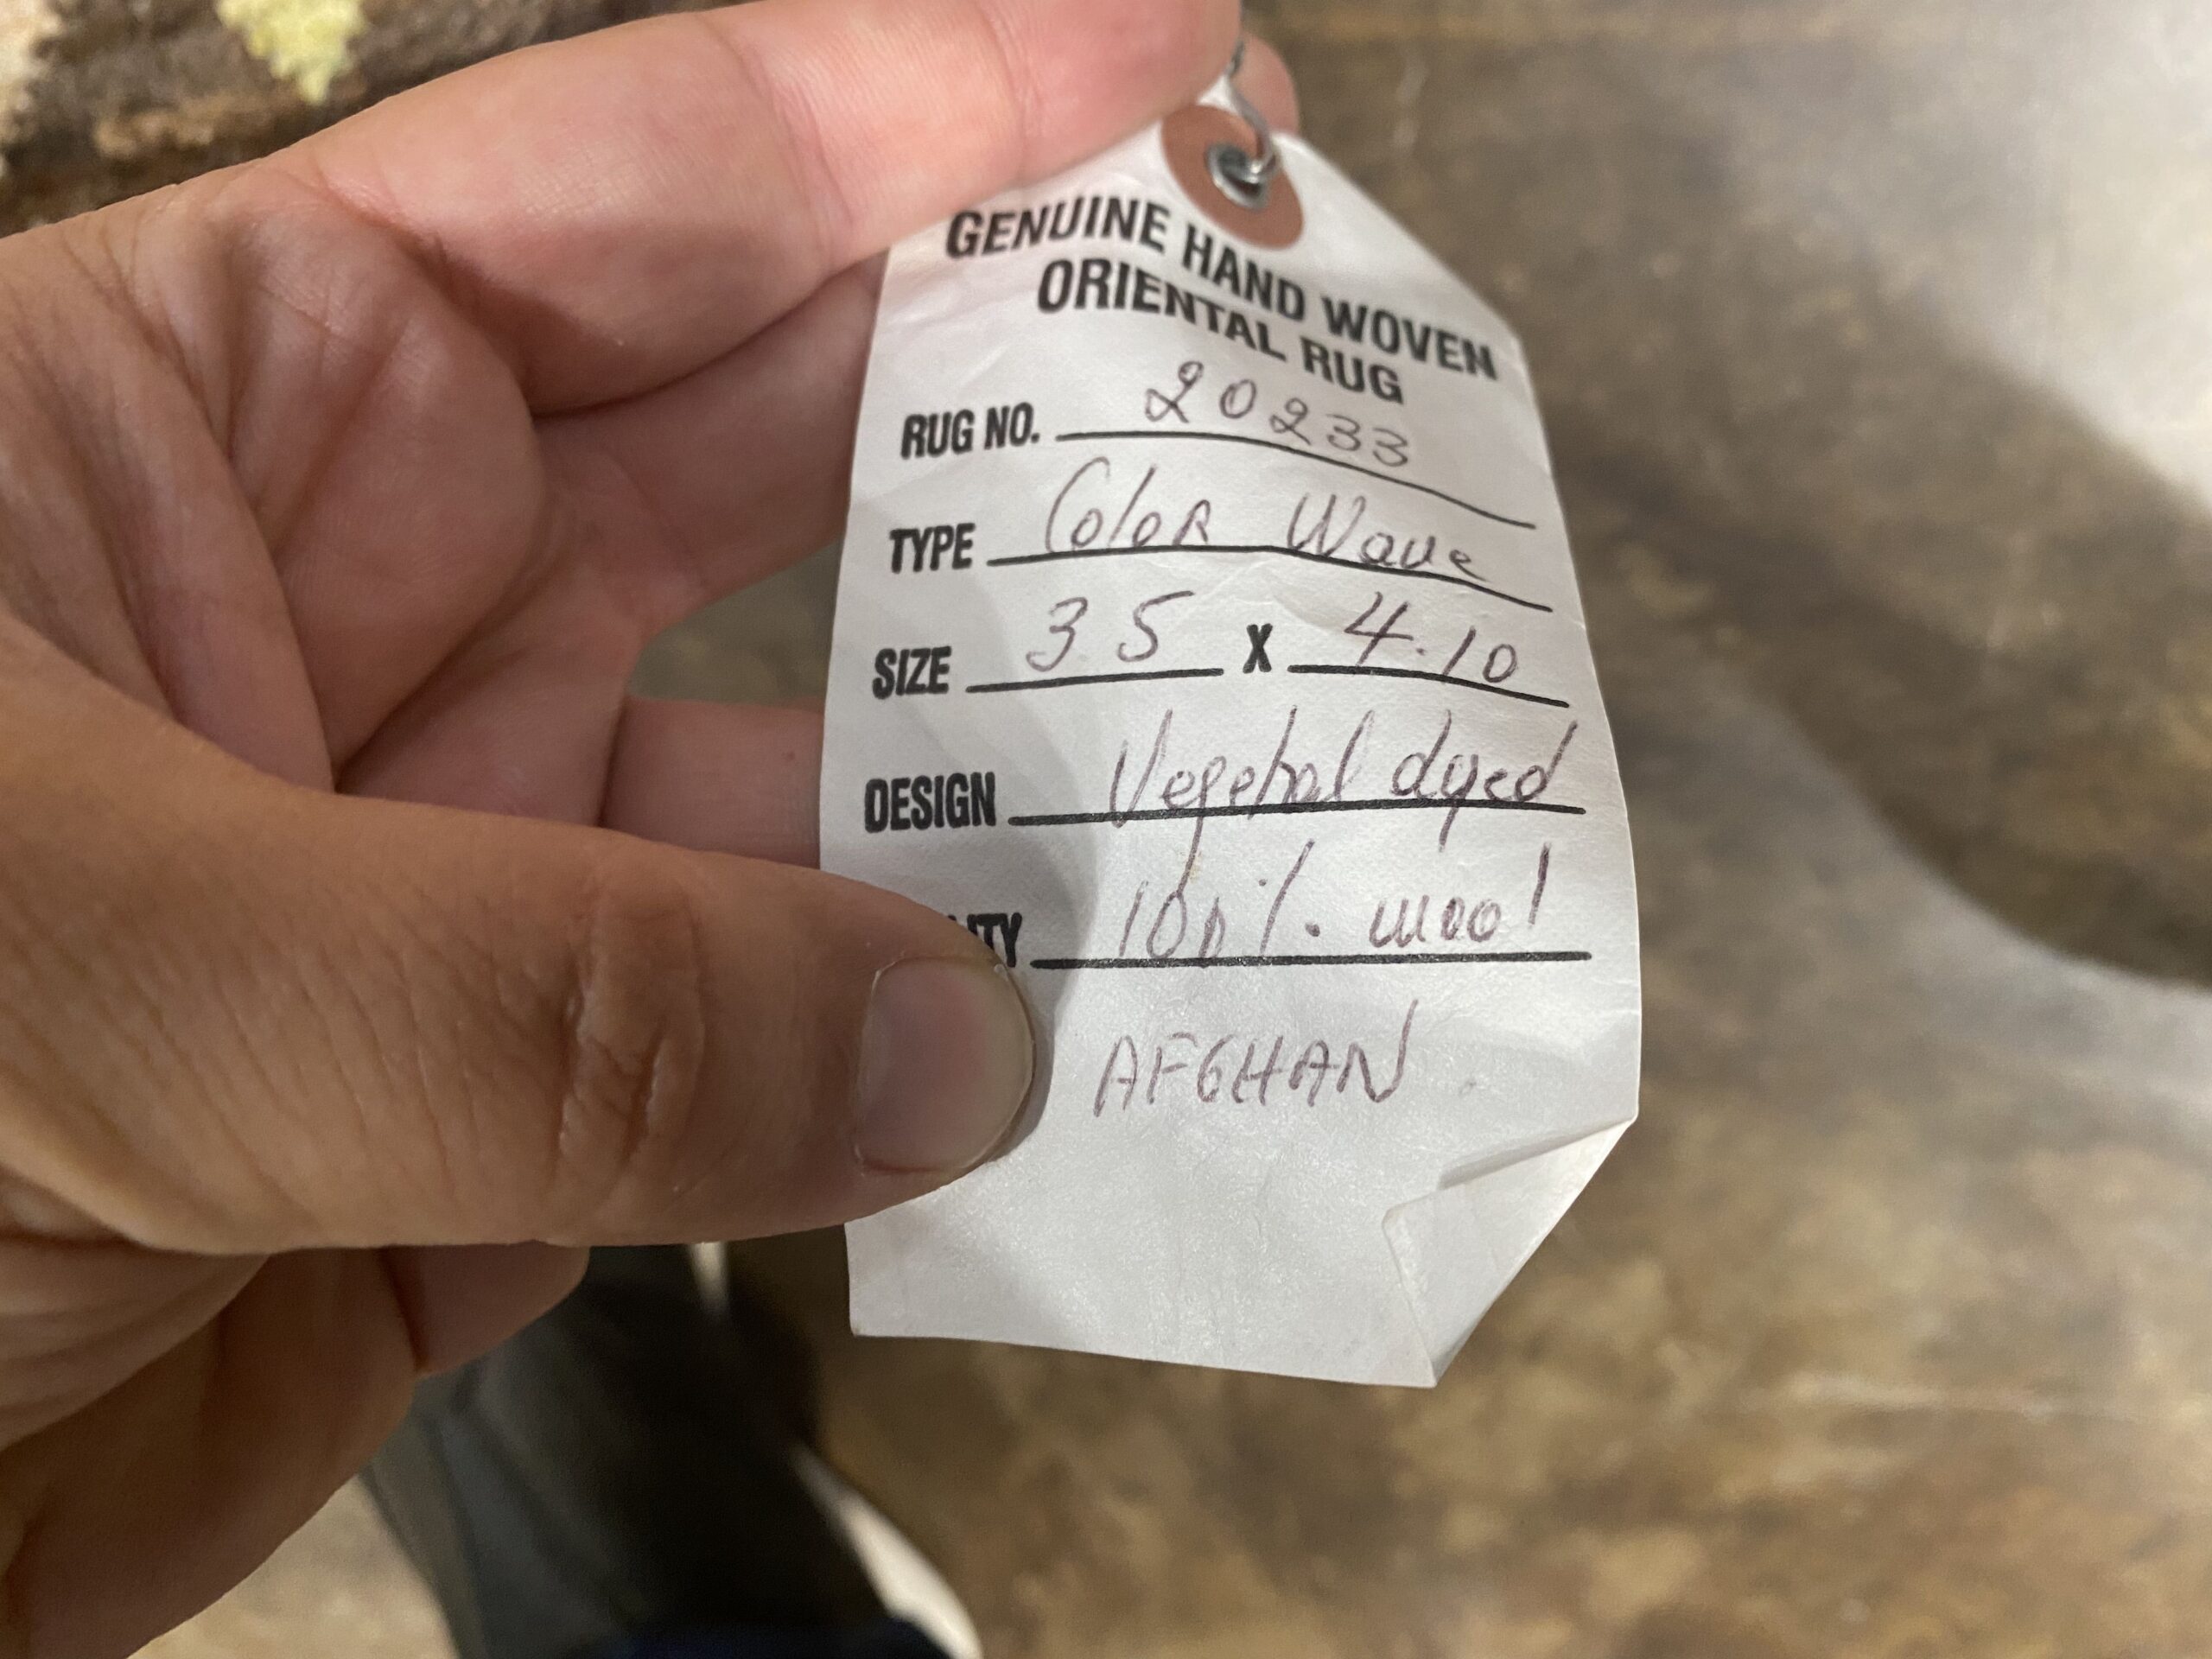 GENUINE HAND WOVEN
ORIENTAL RUG
RUG NO. 20233
TYPE Color Wave
SIZE 3 5 X 4.10
DESIGN Vegetal dyed
ITY 100%. wool
AFGHAN